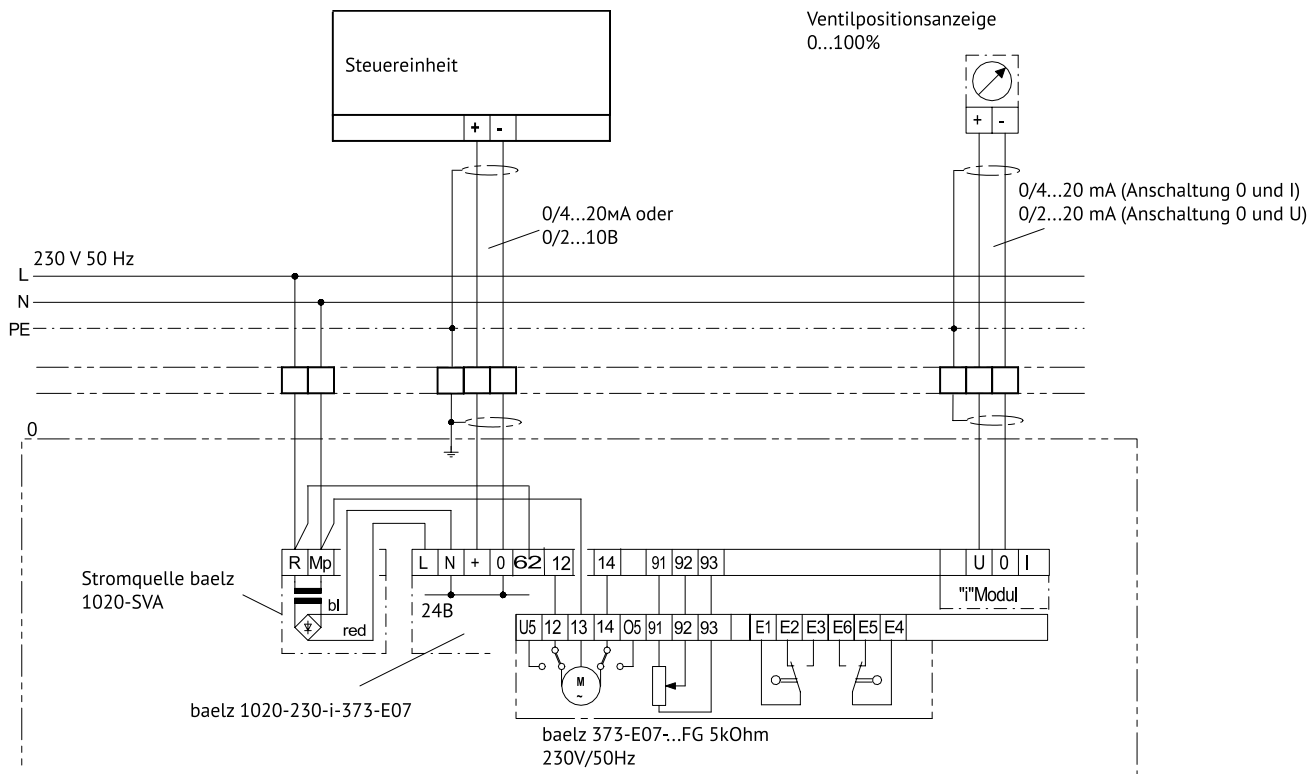 Steuereinheit
+ -
Ventilpositionsanzeige
0...100%
+ -
0/4...20мА oder
0/2...10В
0/4...20 mA (Anschaltung 0 und I)
0/2...20 mA (Anschaltung 0 und U)
230 V 50 Hz
L
N
PE
0
R Mp
L N + 0 62 12 14 91 92 93
U 0 I
"i"Modul
Stromquelle baelz
1020-SVA
bl
red
24В
U5 12 13 14 O5 91 92 93 E1 E2 E3 E6 E5 E4
M
~
baelz 1020-230-i-373-E07
baelz 373-E07-...FG 5kOhm
230V/50Hz